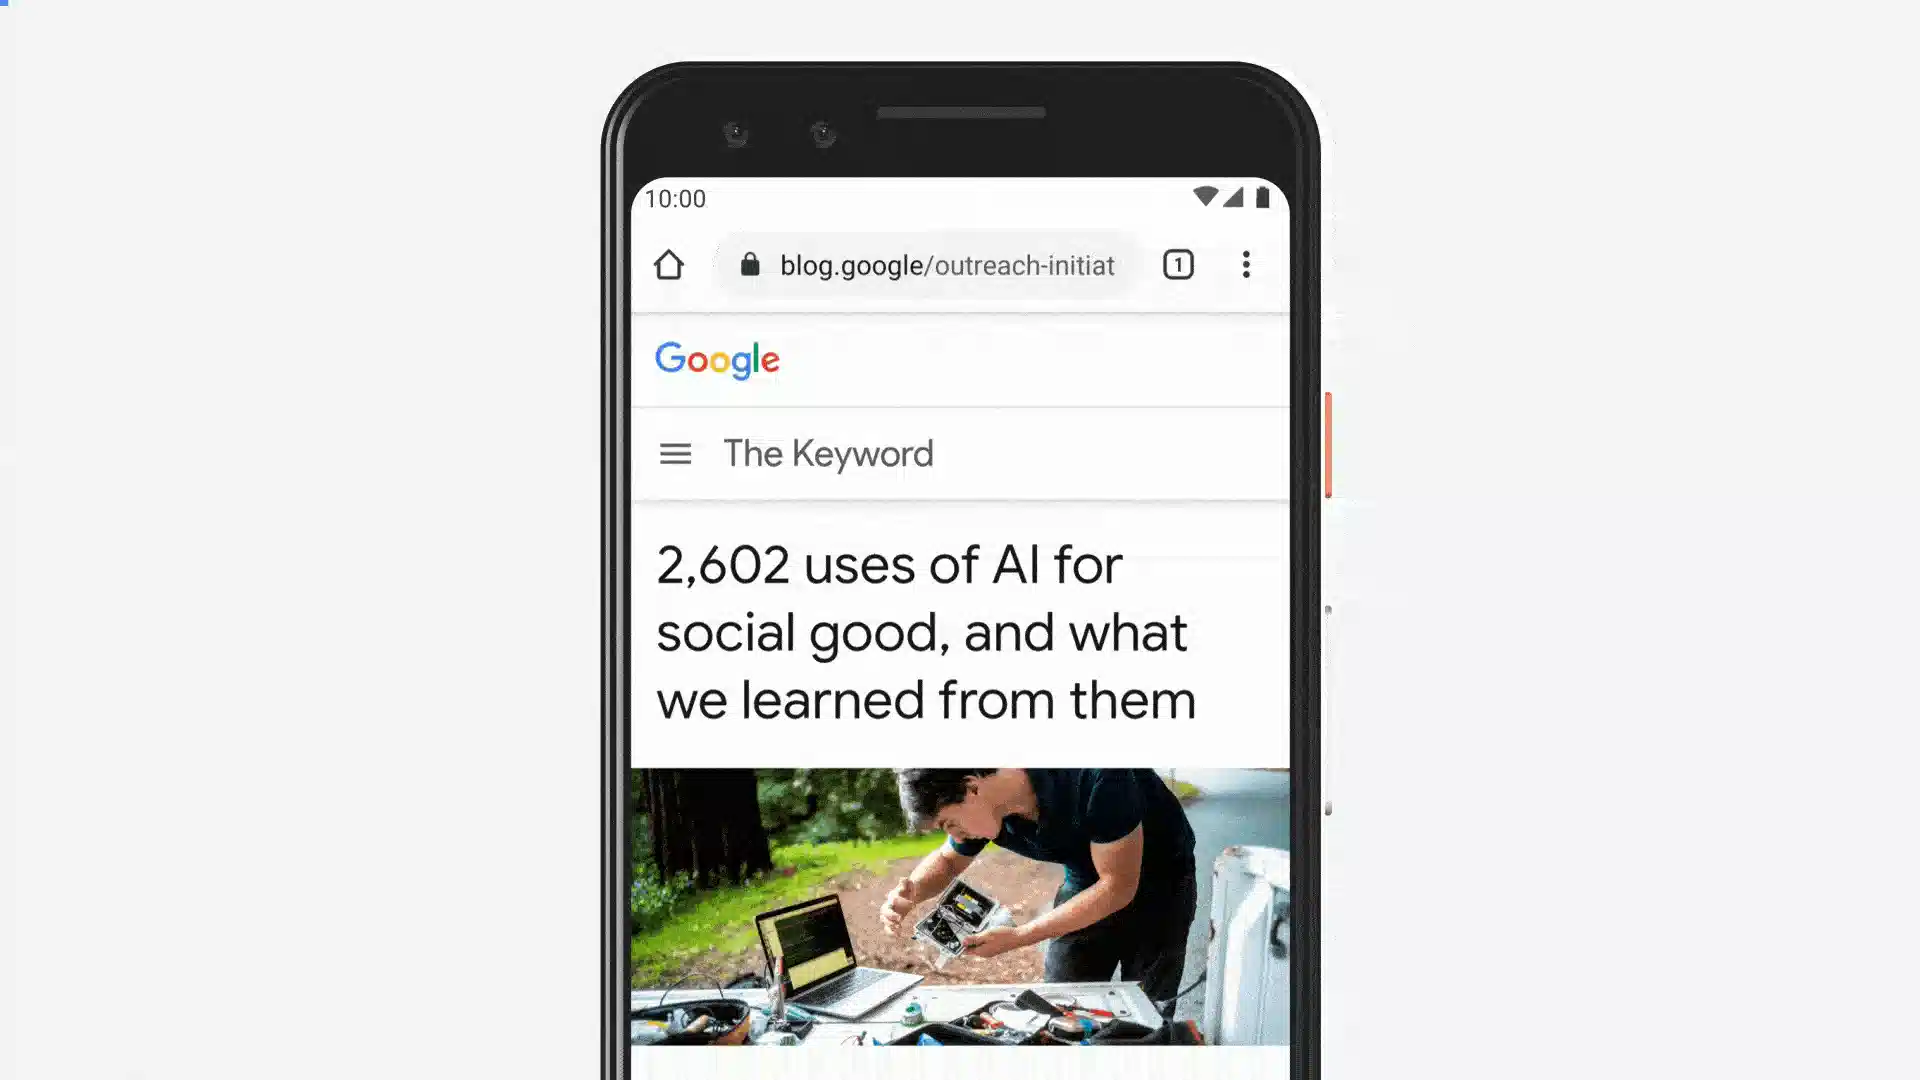 10:00
blog.google/outreach-initiat
1
Google
The Keyword
2,602 uses of AI for
social good, and what
we learned from them